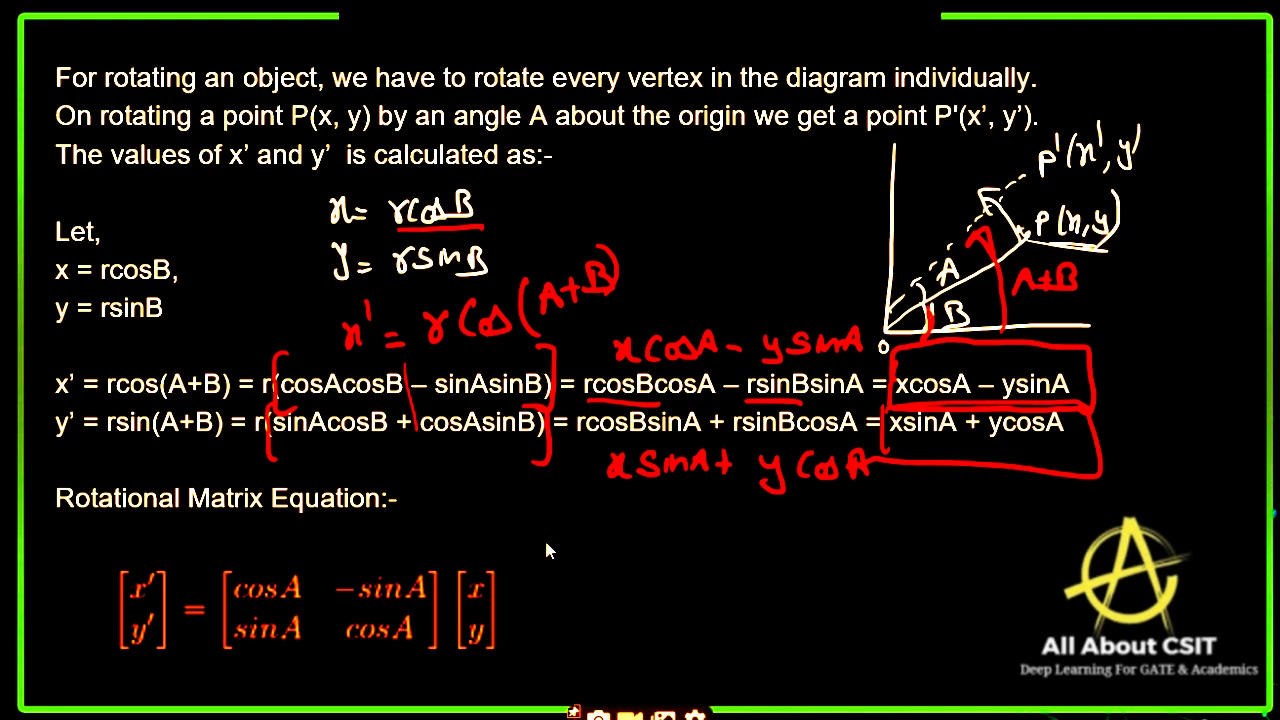 For rotating an object, we have to rotate every vertex in the diagram individually.
On rotating a point P(x, y) by an angle A about the origin we get a point P'(x’, y’).
The values of x’ and y’  is calculated as:-
P'(x', y')
x = rcosB
P(x,y)
Let,
y = rsinB
x = rcosB,
A
A+B
x' = rCos(A+B)
y = rsinB
B
xCosA - ysinA
0
x’ = rcos(A+B) = r(cosAcosB – sinAsinB) = rcosBcosA – rsinBsinA = xcosA – ysinA
y’ = rsin(A+B) = r(sinAcosB + cosAsinB) = rcosBsinA + rsinBcosA = xsinA + ycosA
xsinA+ yCosA
Rotational Matrix Equation:-
[x′] = [cosA −sinA] [x]
[y′] [sinA cosA] [y]
All About CSIT
Deep Learning For GATE & Academics